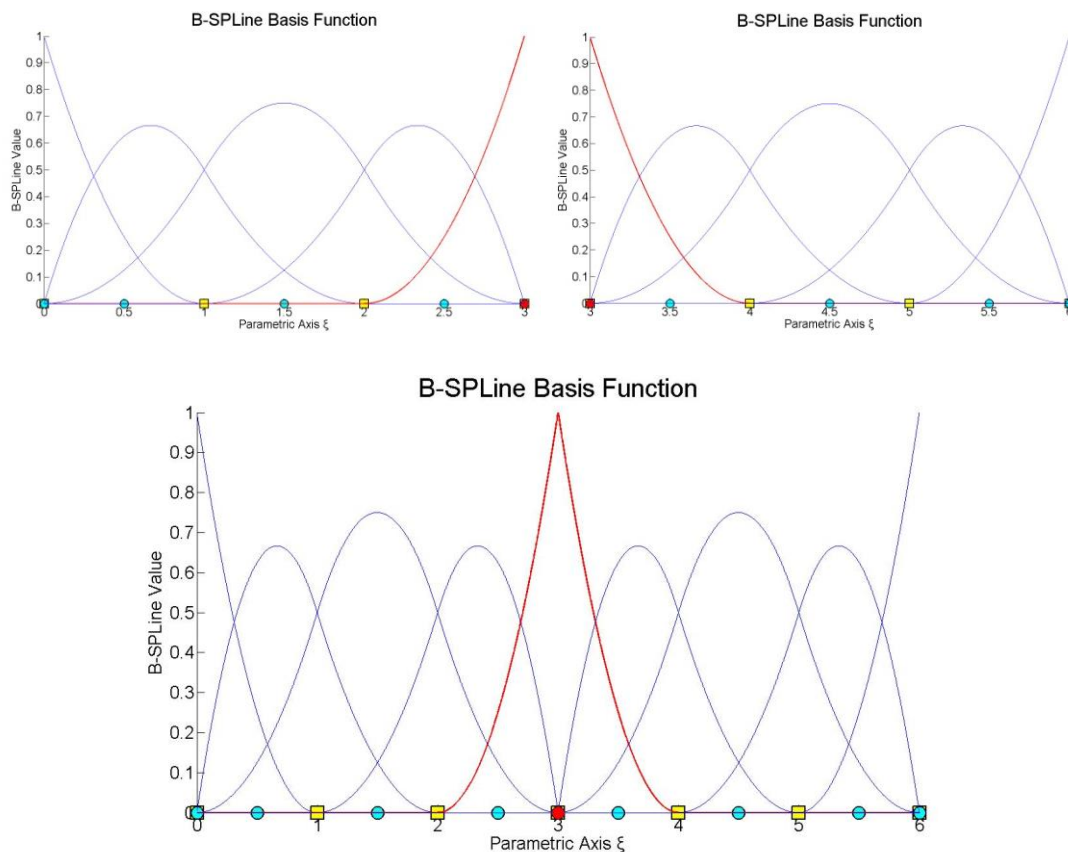 B-SPLine Basis Function
B-SPLine Value
1
0.9
0.8
0.7
0.6
0.5
0.4
0.3
0.2
0.1
0
0 0.5 1 1.5 2 2.5 3
Parametric Axis ξ
B-SPLine Basis Function
B-SPLine Value
1
0.9
0.8
0.7
0.6
0.5
0.4
0.3
0.2
0.1
0
3 3.5 4 4.5 5 5.5 6
Parametric Axis ξ
B-SPLine Basis Function
B-SPLine Value
1
0.9
0.8
0.7
0.6
0.5
0.4
0.3
0.2
0.1
0
0 1 2 3 4 5 6
Parametric Axis ξ